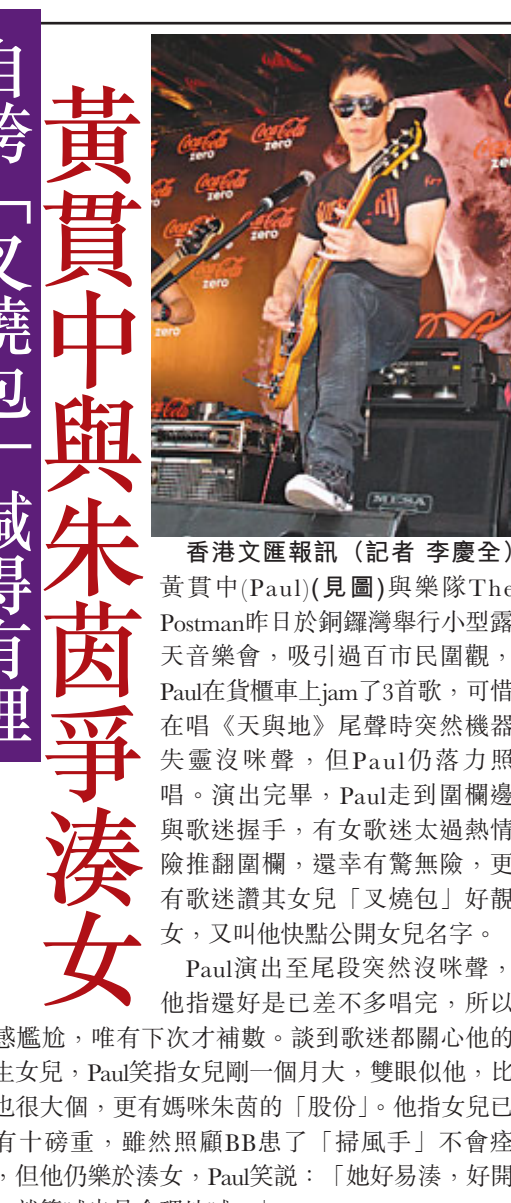 黃貫中與朱茵爭湊女
自誇「叉燒包」喊得有理
Coca-Cola zero
Coca-Cola zero
Coca-Cola zero
Coca-Cola zero
MESA
香港文匯報訊（記者 李慶全）
黃貫中(Paul)(見圖)與樂隊The
Postman昨日於銅鑼灣舉行小型露
天音樂會，吸引過百市民圍觀，
Paul在貨櫃車上jam了3首歌，可惜
在唱《天與地》尾聲時突然機器
失靈沒咪聲，但Paul仍落力照
唱。演出完畢，Paul走到圍欄邊
與歌迷握手，有女歌迷太過熱情
險推翻圍欄，還幸有驚無險，更
有歌迷讚其女兒「叉燒包」好靚
女，又叫他快點公開女兒名字。
Paul演出至尾段突然沒咪聲，
他指還好是已差不多唱完，所以
感尷尬，唯有下次才補數。談到歌迷都關心他的
生女兒，Paul笑指女兒剛一個月大，雙眼似他，比
也很大個，更有媽咪朱茵的「股份」。他指女兒已
有十磅重，雖然照顧BB患了「掃風手」不會痊
，但他仍樂於湊女，Paul笑説：「她好易湊，好開